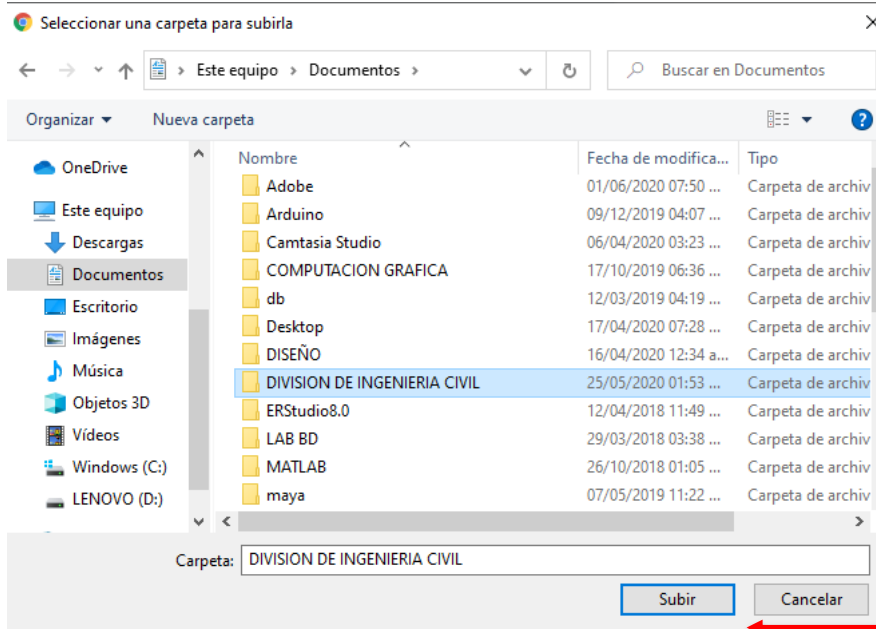 Seleccionar una carpeta para subirla
Este equipo > Documentos >
Buscar en Documentos
Organizar
Nueva carpeta
OneDrive
Este equipo
Descargas
Documentos
Escritorio
Imágenes
Música
Objetos 3D
Vídeos
Windows (C:)
LENOVO (D:)
Nombre Fecha de modifica... Tipo
Adobe 01/06/2020 07:50 ... Carpeta de archiv
Arduino 09/12/2019 04:07 ... Carpeta de archiv
Camtasia Studio 06/04/2020 03:23 ... Carpeta de archiv
COMPUTACION GRAFICA 17/10/2019 06:36 ... Carpeta de archiv
db 12/03/2019 04:19 ... Carpeta de archiv
Desktop 17/04/2020 07:28 ... Carpeta de archiv
DISEÑO 16/04/2020 12:34 a... Carpeta de archiv
DIVISION DE INGENIERIA CIVIL 25/05/2020 01:53 ... Carpeta de archiv
ERStudio8.0 12/04/2018 11:49 ... Carpeta de archiv
LAB BD 29/03/2018 03:38 ... Carpeta de archiv
MATLAB 26/10/2018 01:05 ... Carpeta de archiv
maya 07/05/2019 11:22 ... Carpeta de archiv
Carpeta: DIVISION DE INGENIERIA CIVIL
Subir
Cancelar